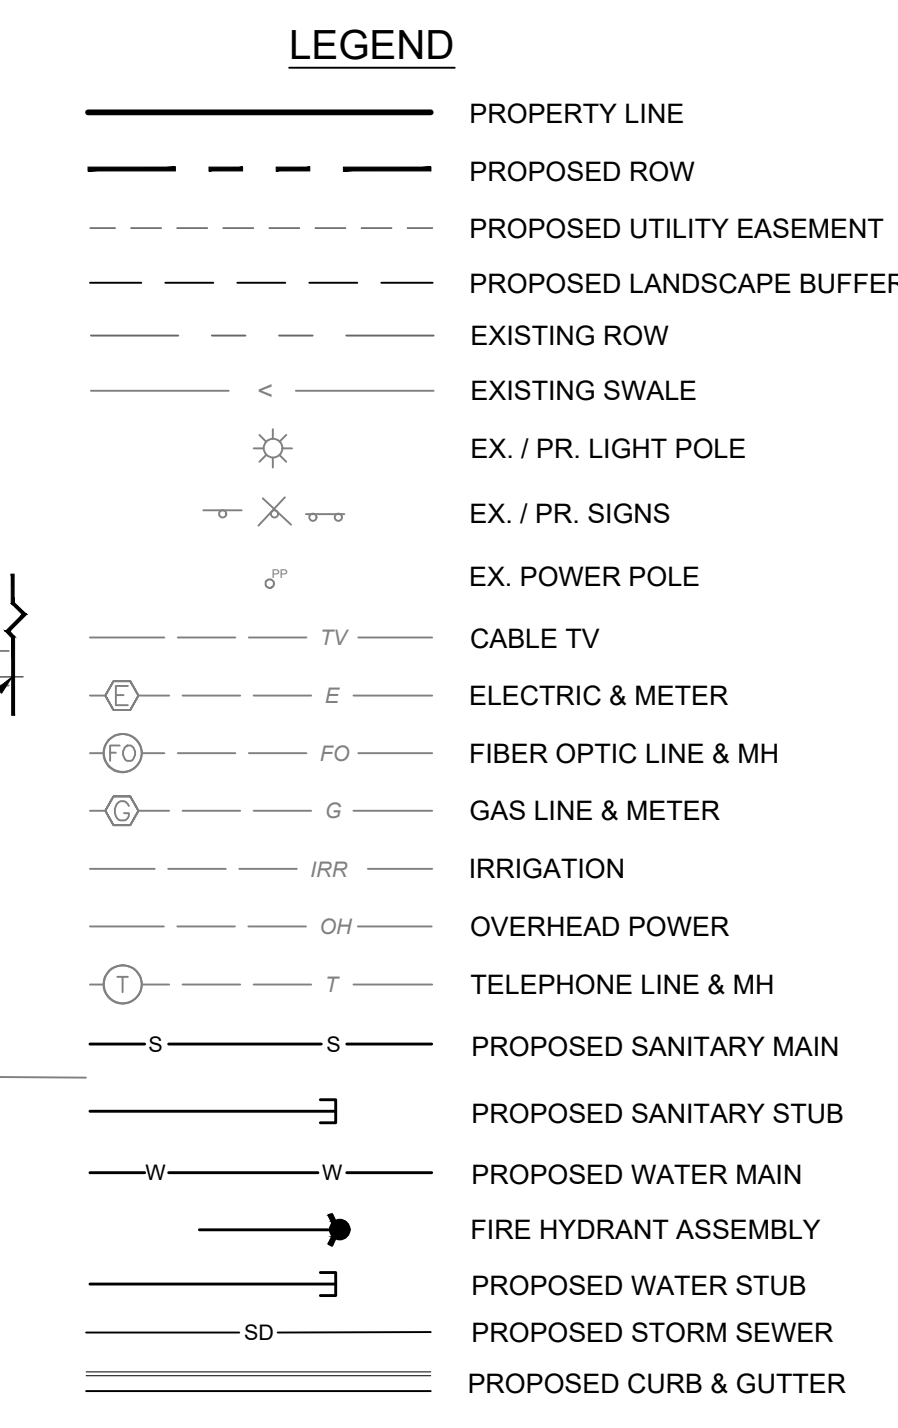 LEGEND
PROPERTY LINE
PROPOSED ROW
PROPOSED UTILITY EASEMENT
PROPOSED LANDSCAPE BUFFER
EXISTING ROW
< EXISTING SWALE
EX. / PR. LIGHT POLE
EX. / PR. SIGNS
PP EX. POWER POLE
TV CABLE TV
E E ELECTRIC & METER
FO FO FIBER OPTIC LINE & MH
G G GAS LINE & METER
IRR IRRIGATION
OH OVERHEAD POWER
T T TELEPHONE LINE & MH
S S PROPOSED SANITARY MAIN
PROPOSED SANITARY STUB
W W PROPOSED WATER MAIN
FIRE HYDRANT ASSEMBLY
PROPOSED WATER STUB
SD PROPOSED STORM SEWER
PROPOSED CURB & GUTTER